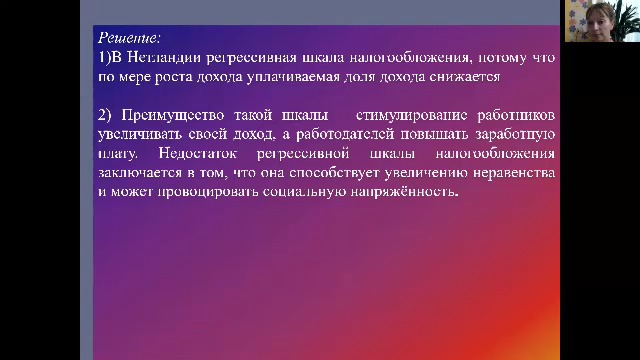 Решение:
1)В Нетландии регрессивная шкала налогообложения, потому что
по мере роста дохода уплачиваемая доля дохода снижается
2) Преимущество такой шкалы стимулирование работников
увеличивать своей доход, а работодателей повышать заработную
плату. Недостаток регрессивной шкалы налогообложения
заключается в том, что она способствует увеличению неравенства
и может провоцировать социальную напряжённость.